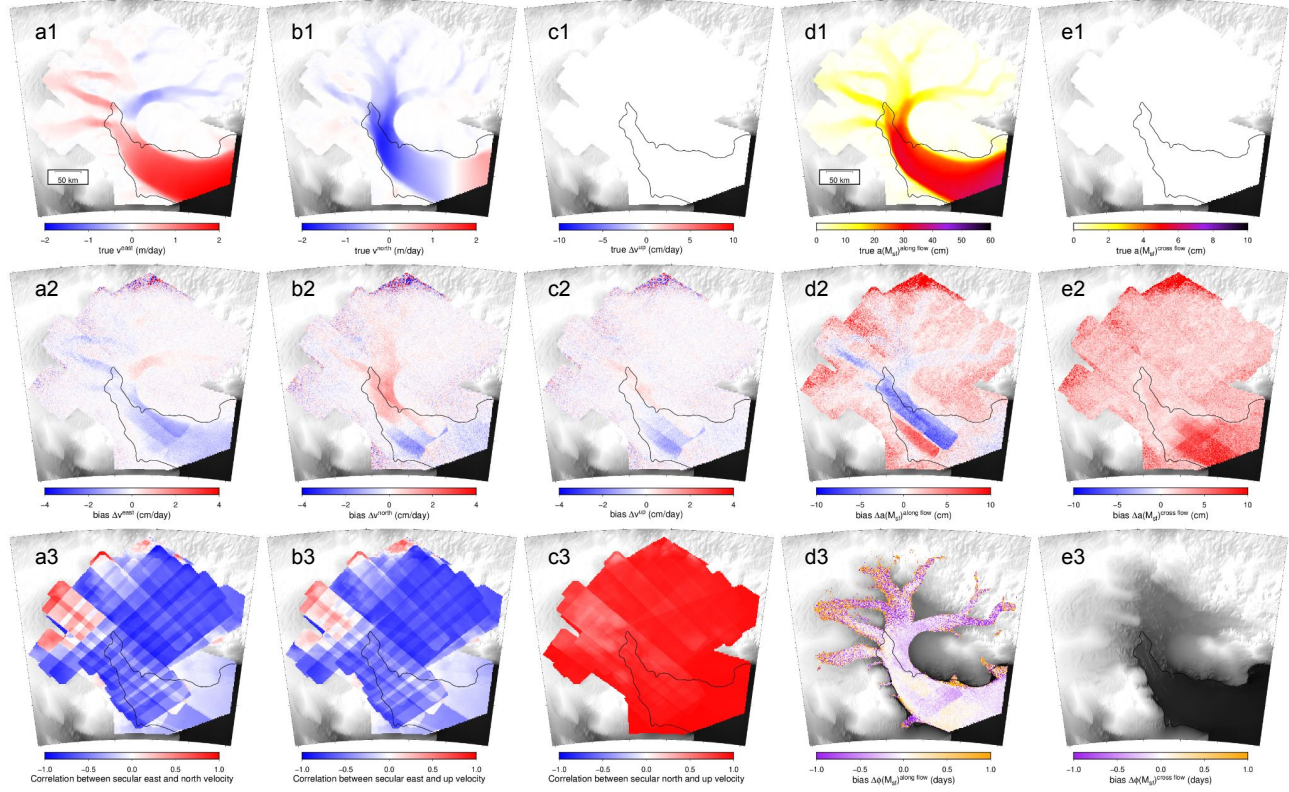 a1 b1 c1 d1 e1
50 km 50 km
−2 −1 0 1 2 −2 −1 0 1 2 −10 −5 0 5 10 0 10 20 30 40 50 60 0 2 4 6 8 10
true v^east (m/day) true v^north (m/day) true Δv^up (cm/day) true a(M_sf)^along flow (cm) true a(M_sf)^cross flow (cm)
a2 b2 c2 d2 e2
−4 −2 0 2 4 −4 −2 0 2 4 −4 −2 0 2 4 −10 −5 0 5 10 −10 −5 0 5 10
bias Δv^east (cm/day) bias Δv^north (cm/day) bias Δv^up (cm/day) bias Δa(M_sf)^along flow (cm) bias Δa(M_sf)^cross flow (cm)
a3 b3 c3 d3 e3
−1.0 −0.5 0.0 0.5 1.0 −1.0 −0.5 0.0 0.5 1.0 −1.0 −0.5 0.0 0.5 1.0 −1.0 −0.5 0.0 0.5 1.0 −1.0 −0.5 0.0 0.5 1.0
Correlation between secular east and north velocity Correlation between secular east and up velocity Correlation between secular north and up velocity bias Δϕ(M_sf)^along flow (days) bias Δϕ(M_sf)^cross flow (days)